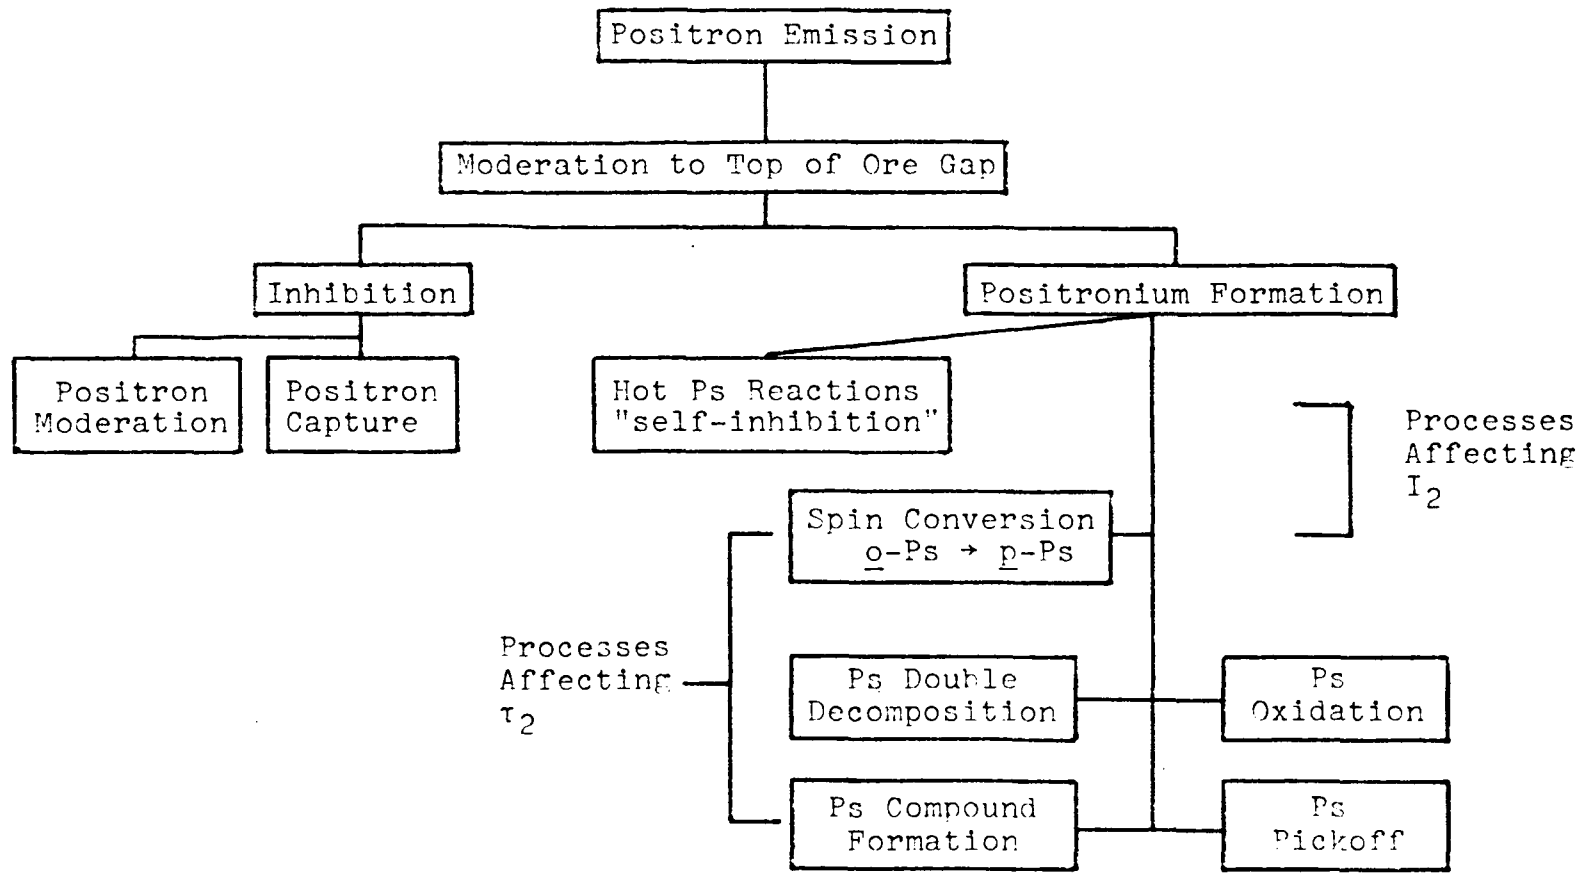 Positron Emission
Moderation to Top of Ore Gap
Inhibition
Positronium Formation
Positron
Moderation
Positron
Capture
Hot Ps Reactions
"self-inhibition"
Processes
Affecting
I₂
Spin Conversion
o-Ps → p-Ps
Processes
Affecting
τ₂
Ps Double
Decomposition
Ps
Oxidation
Ps Compound
Formation
Ps
Pickoff